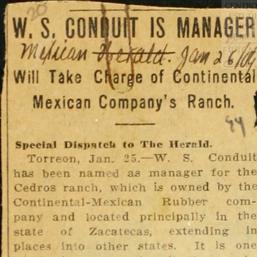 20
W. S. CONDUIT IS MANAGER
Mexican Herald. Jan 26/09
Will Take Charge of Continental
Mexican Company's Ranch.
Special Dispatch to The Herald.
Torreon, Jan. 25.—W. S. Conduit
has been named as manager for the
Cedros ranch, which is owned by the
Continental-Mexican Rubber com-
pany and located principally in the
state of Zacatecas, extending in
places into other states. It is one